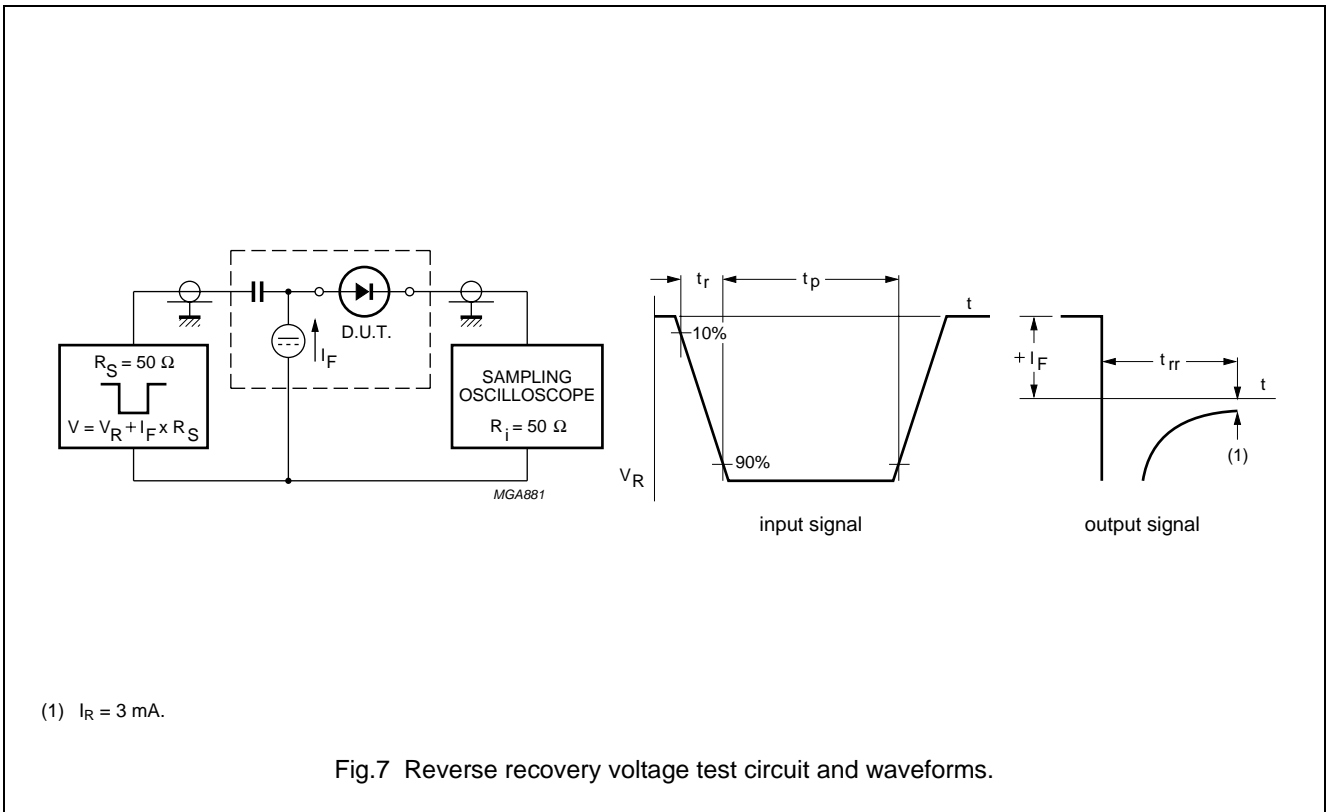 R_S = 50 Ω
V = V_R + I_F x R_S
I_F
D.U.T.
SAMPLING
OSCILLOSCOPE
R_i = 50 Ω
MGA881
t_r
t_p
t
10%
90%
V_R
input signal
+ I_F
t_rr
t
(1)
output signal
(1) I_R = 3 mA.
Fig.7 Reverse recovery voltage test circuit and waveforms.